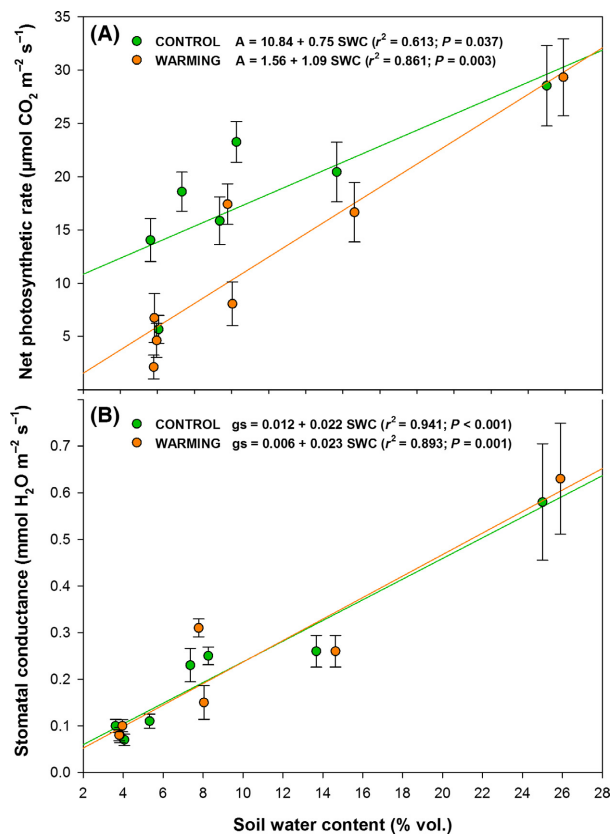 (A)
CONTROL A = 10.84 + 0.75 SWC (r² = 0.613; P = 0.037)
WARMING A = 1.56 + 1.09 SWC (r² = 0.861; P = 0.003)
35
30
25
20
15
10
5
Net photosynthetic rate (µmol CO₂ m⁻² s⁻¹)
(B)
CONTROL gs = 0.012 + 0.022 SWC (r² = 0.941; P < 0.001)
WARMING gs = 0.006 + 0.023 SWC (r² = 0.893; P = 0.001)
0.7
0.6
0.5
0.4
0.3
0.2
0.1
0.0
Stomatal conductance (mmol H₂O m⁻² s⁻¹)
2 4 6 8 10 12 14 16 18 20 22 24 26 28
Soil water content (% vol.)